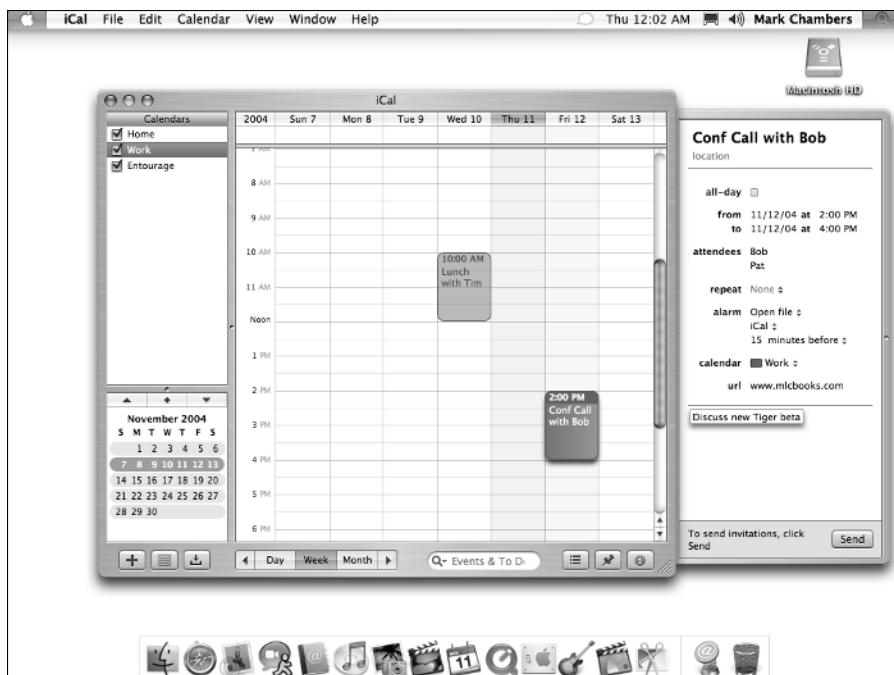 iCal File Edit Calendar View Window Help Thu 12:02 AM Mark Chambers
Macintosh HD
iCal
Calendars
Home
Work
Entourage
2004 Sun 7 Mon 8 Tue 9 Wed 10 Thu 11 Fri 12 Sat 13
7 AM
8 AM
9 AM
10 AM
11 AM
Noon
1 PM
2 PM
3 PM
4 PM
5 PM
6 PM
10:00 AM
Lunch
with Tim
2:00 PM
Conf Call
with Bob
November 2004
S M T W T F S
1 2 3 4 5 6
7 8 9 10 11 12 13
14 15 16 17 18 19 20
21 22 23 24 25 26 27
28 29 30
Day Week Month
Events & To Do
Conf Call with Bob
location
all-day
from 11/12/04 at 2:00 PM
to 11/12/04 at 4:00 PM
attendees Bob
Pat
repeat None
alarm Open file
iCal
15 minutes before
calendar Work
url www.mlcbooks.com
Discuss new Tiger beta
To send invitations, click
Send
Send
11